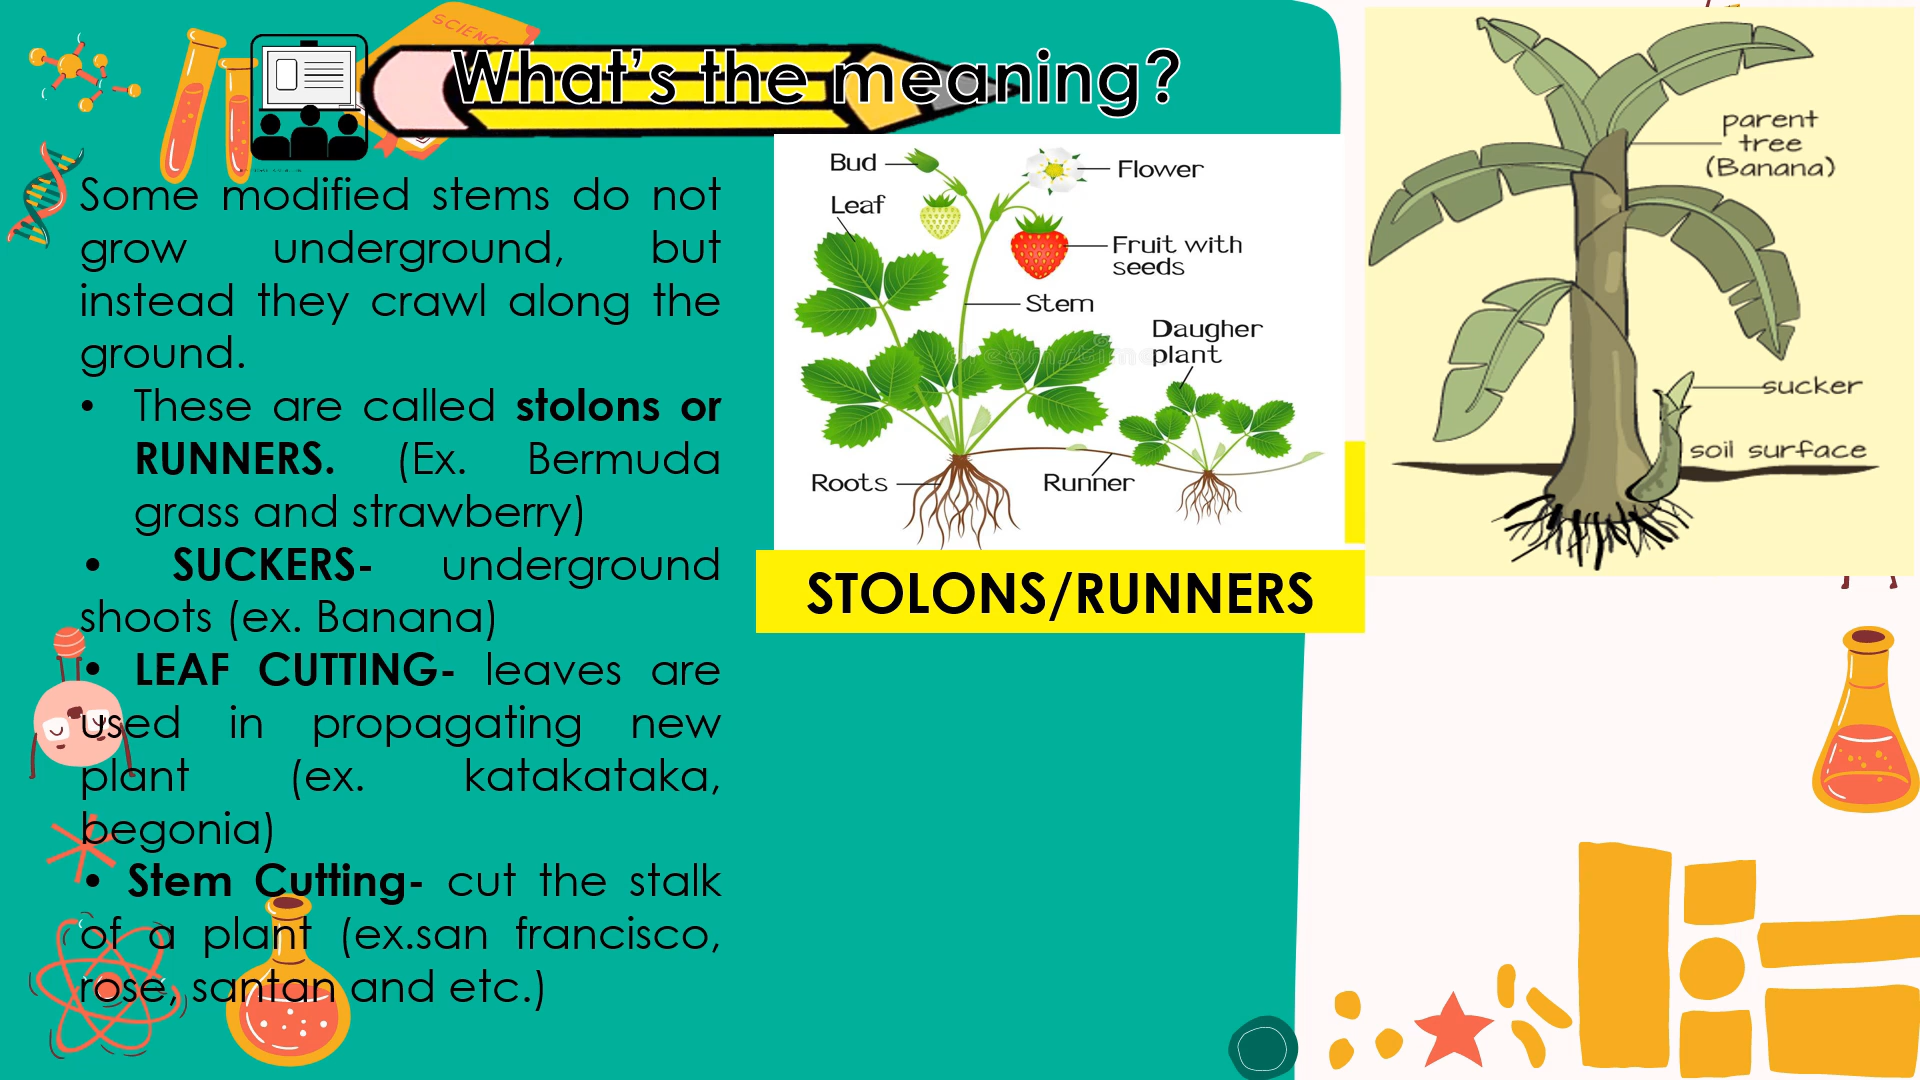 SCIENCE
What's the meaning?
Some modified stems do not
grow underground, but
instead they crawl along the
ground.
• These are called stolons or
RUNNERS. (Ex. Bermuda
grass and strawberry)
• SUCKERS- underground
shoots (ex. Banana)
• LEAF CUTTING- leaves are
used in propagating new
plant (ex. katakataka,
begonia)
• Stem Cutting- cut the stalk
of a plant (ex.san francisco,
rose, santan and etc.)
Bud
Flower
Leaf
Fruit with
seeds
Stem
Daugher
plant
Roots
Runner
STOLONS/RUNNERS
parent
tree
(Banana)
sucker
soil surface